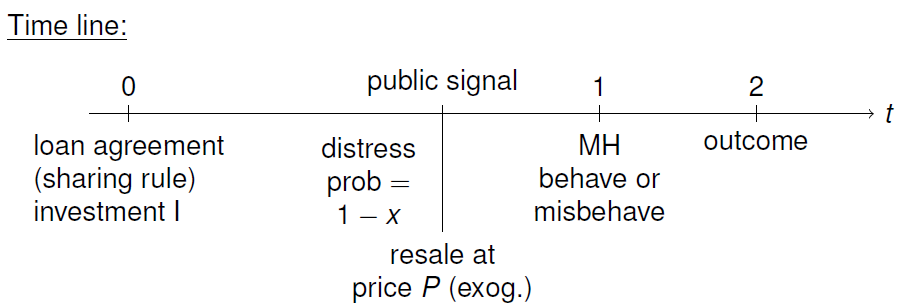 Time line:
0
public signal
1
2
t
loan agreement
(sharing rule)
investment I
distress
prob =
1 − x
MH
behave or
misbehave
outcome
resale at
price P (exog.)